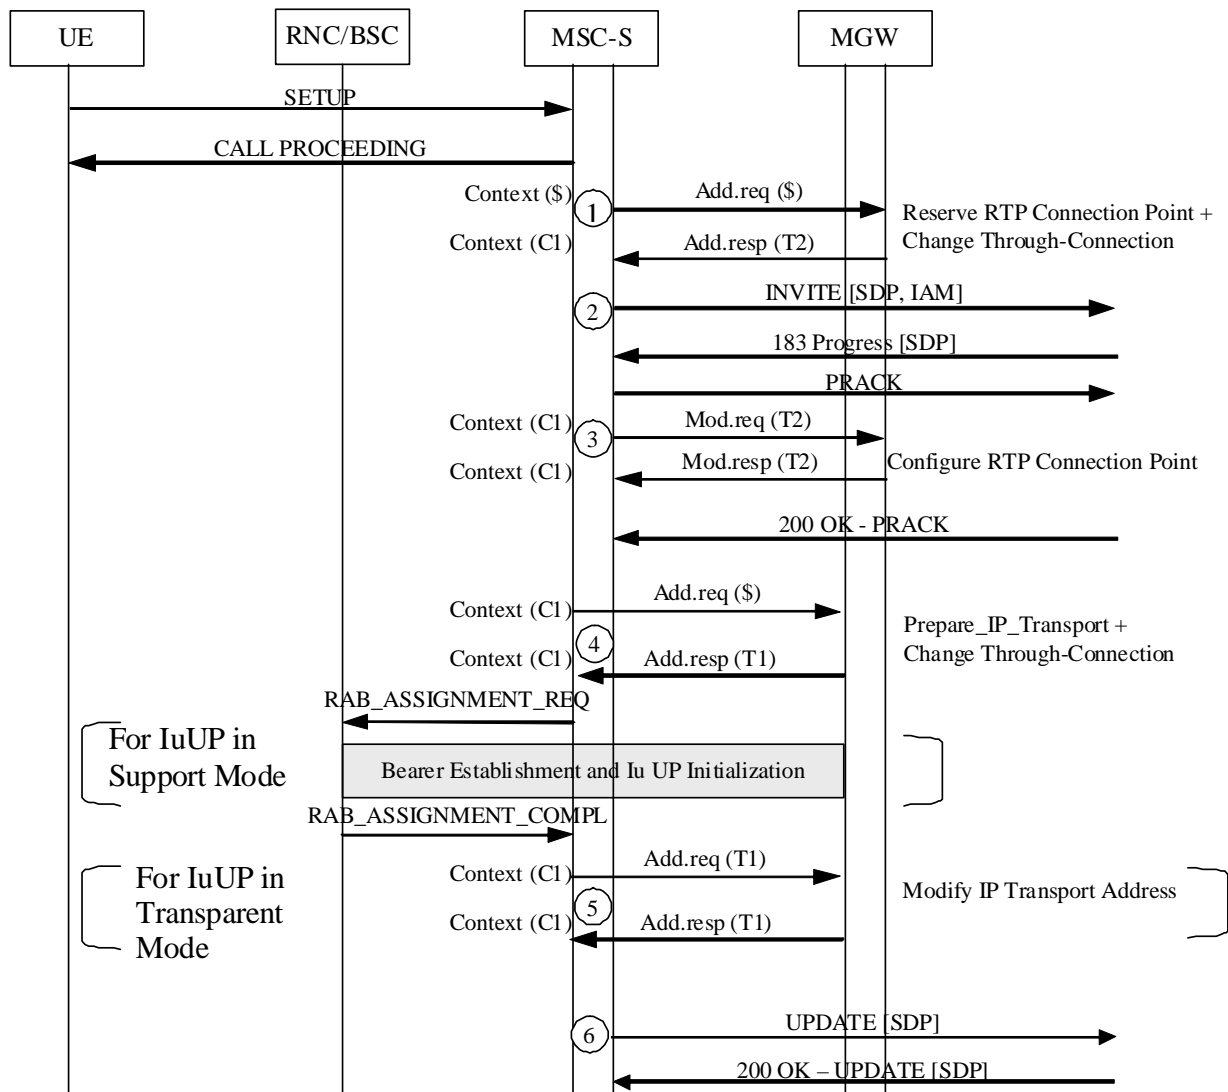 UE
RNC/BSC
MSC-S
MGW
SETUP
CALL PROCEEDING
Context ($)
1
Add.req ($)
Reserve RTP Connection Point +
Change Through-Connection
Context (C1)
Add.resp (T2)
2
INVITE [SDP, IAM]
183 Progress [SDP]
PRACK
Context (C1)
3
Mod.req (T2)
Context (C1)
Mod.resp (T2)
Configure RTP Connection Point
200 OK - PRACK
Context (C1)
Add.req ($)
4
Prepare_IP_Transport +
Change Through-Connection
Context (C1)
Add.resp (T1)
RAB_ASSIGNMENT_REQ
For IuUP in
Support Mode
Bearer Establishment and Iu UP Initialization
RAB_ASSIGNMENT_COMPL
For IuUP in
Transparent
Mode
Context (C1)
Add.req (T1)
5
Modify IP Transport Address
Context (C1)
Add.resp (T1)
6
UPDATE [SDP]
200 OK – UPDATE [SDP]